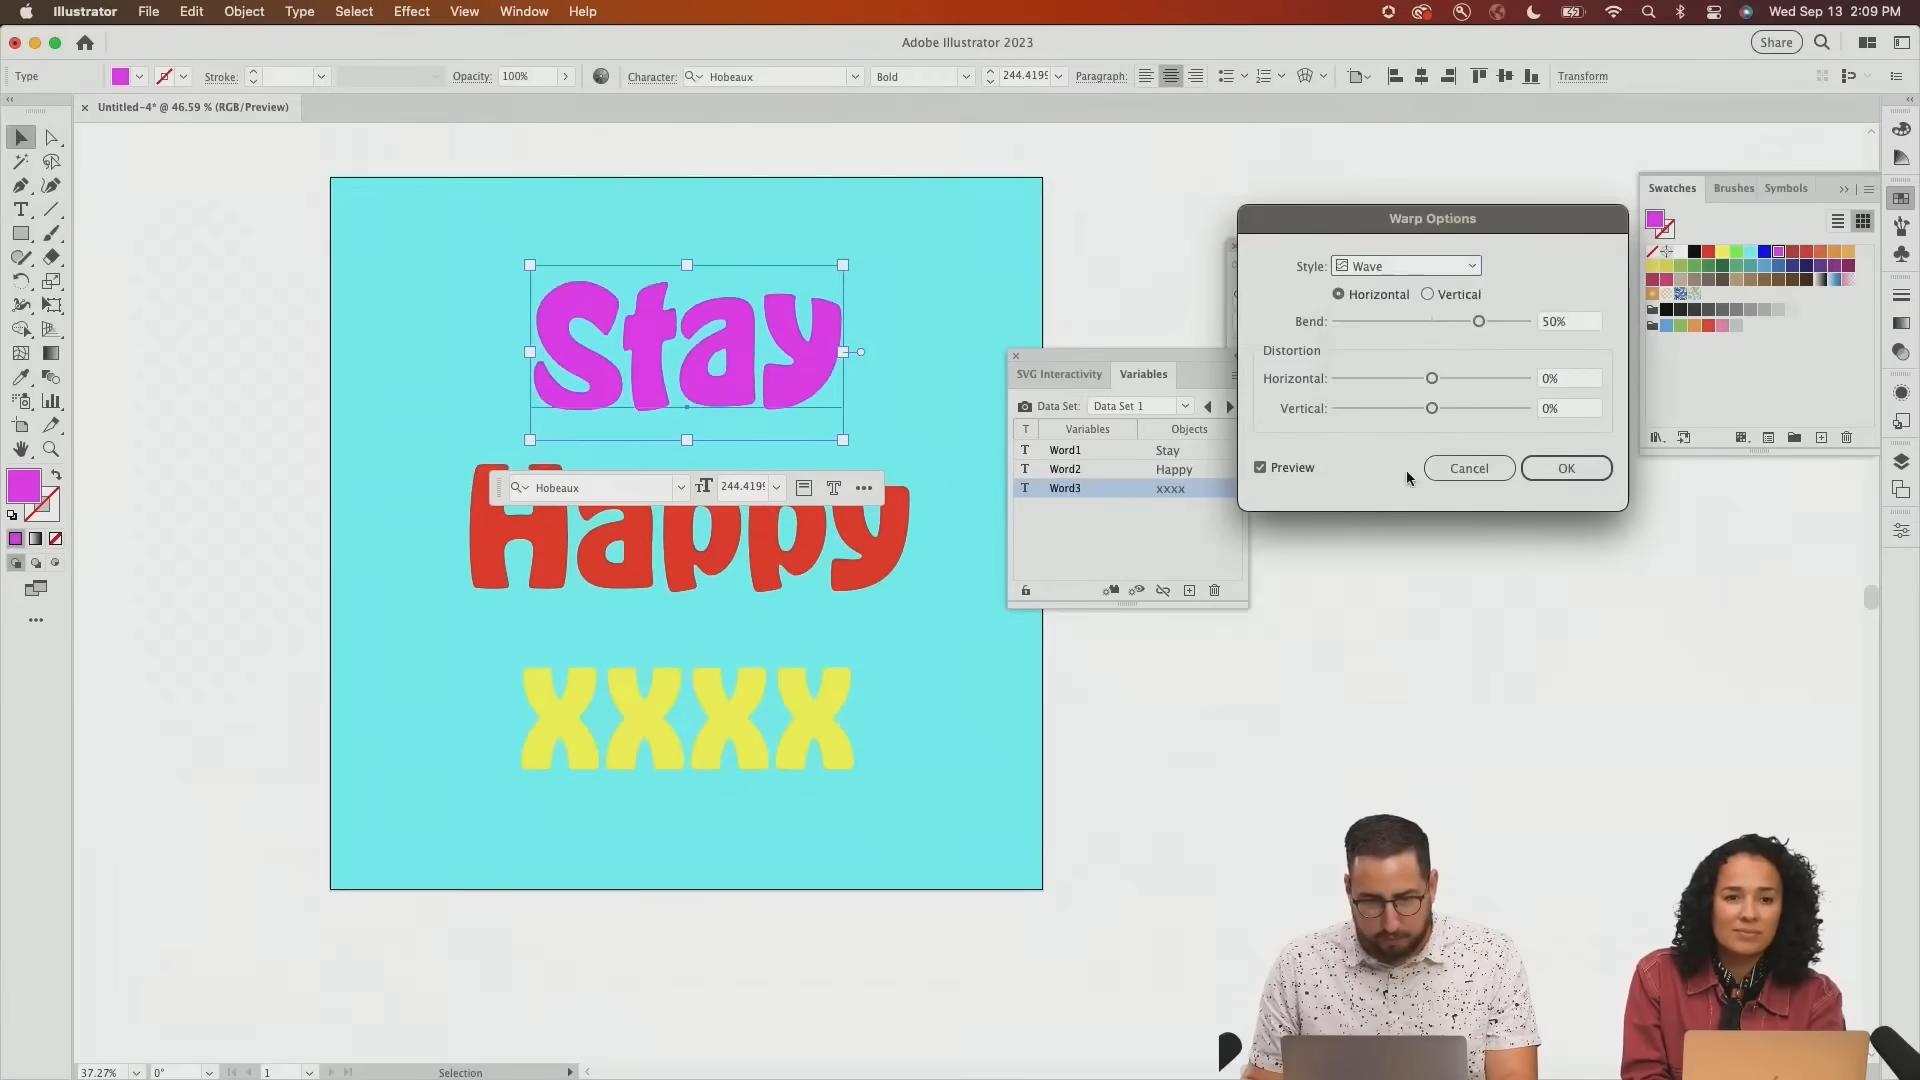 Illustrator File Edit Object Type Select Effect View Window Help
Wed Sep 13 2:09 PM
Adobe Illustrator 2023
Share
Type
Stroke:
Opacity: 100%
Character: Hobeaux
Bold
Paragraph:
Transform
× Untitled-4* @ 46.59 % (RGB/Preview)
Stay
Happy
xxxx
Hobeaux
SVG Interactivity Variables
Data Set: Data Set 1
T Variables Objects
T Word1 Stay
T Word2 Happy
T Word3 xxxx
Warp Options
Style: Wave
Horizontal Vertical
Bend: 50%
Distortion
Horizontal: 0%
Vertical: 0%
Preview
Cancel OK
Swatches Brushes Symbols
37.27% 0° 1 Selection